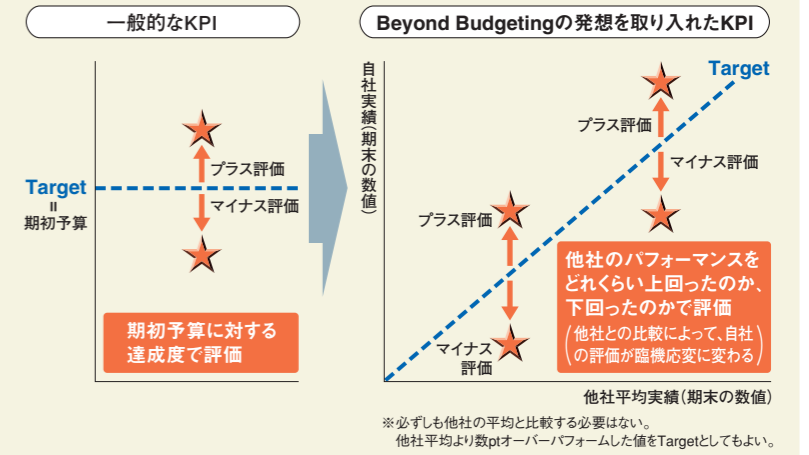 一般的なKPI
Target
=
期初予算
プラス評価
マイナス評価
期初予算に対する
達成度で評価
Beyond Budgetingの発想を取り入れたKPI
自社実績(期末の数値)
Target
プラス評価
マイナス評価
プラス評価
マイナス
評価
他社のパフォーマンスを
どれくらい上回ったのか、
下回ったのかで評価
(他社との比較によって、自社
の評価が臨機応変に変わる)
他社平均実績(期末の数値)
※必ずしも他社の平均と比較する必要はない。
他社平均より数ptオーバーパフォームした値をTargetとしてもよい。